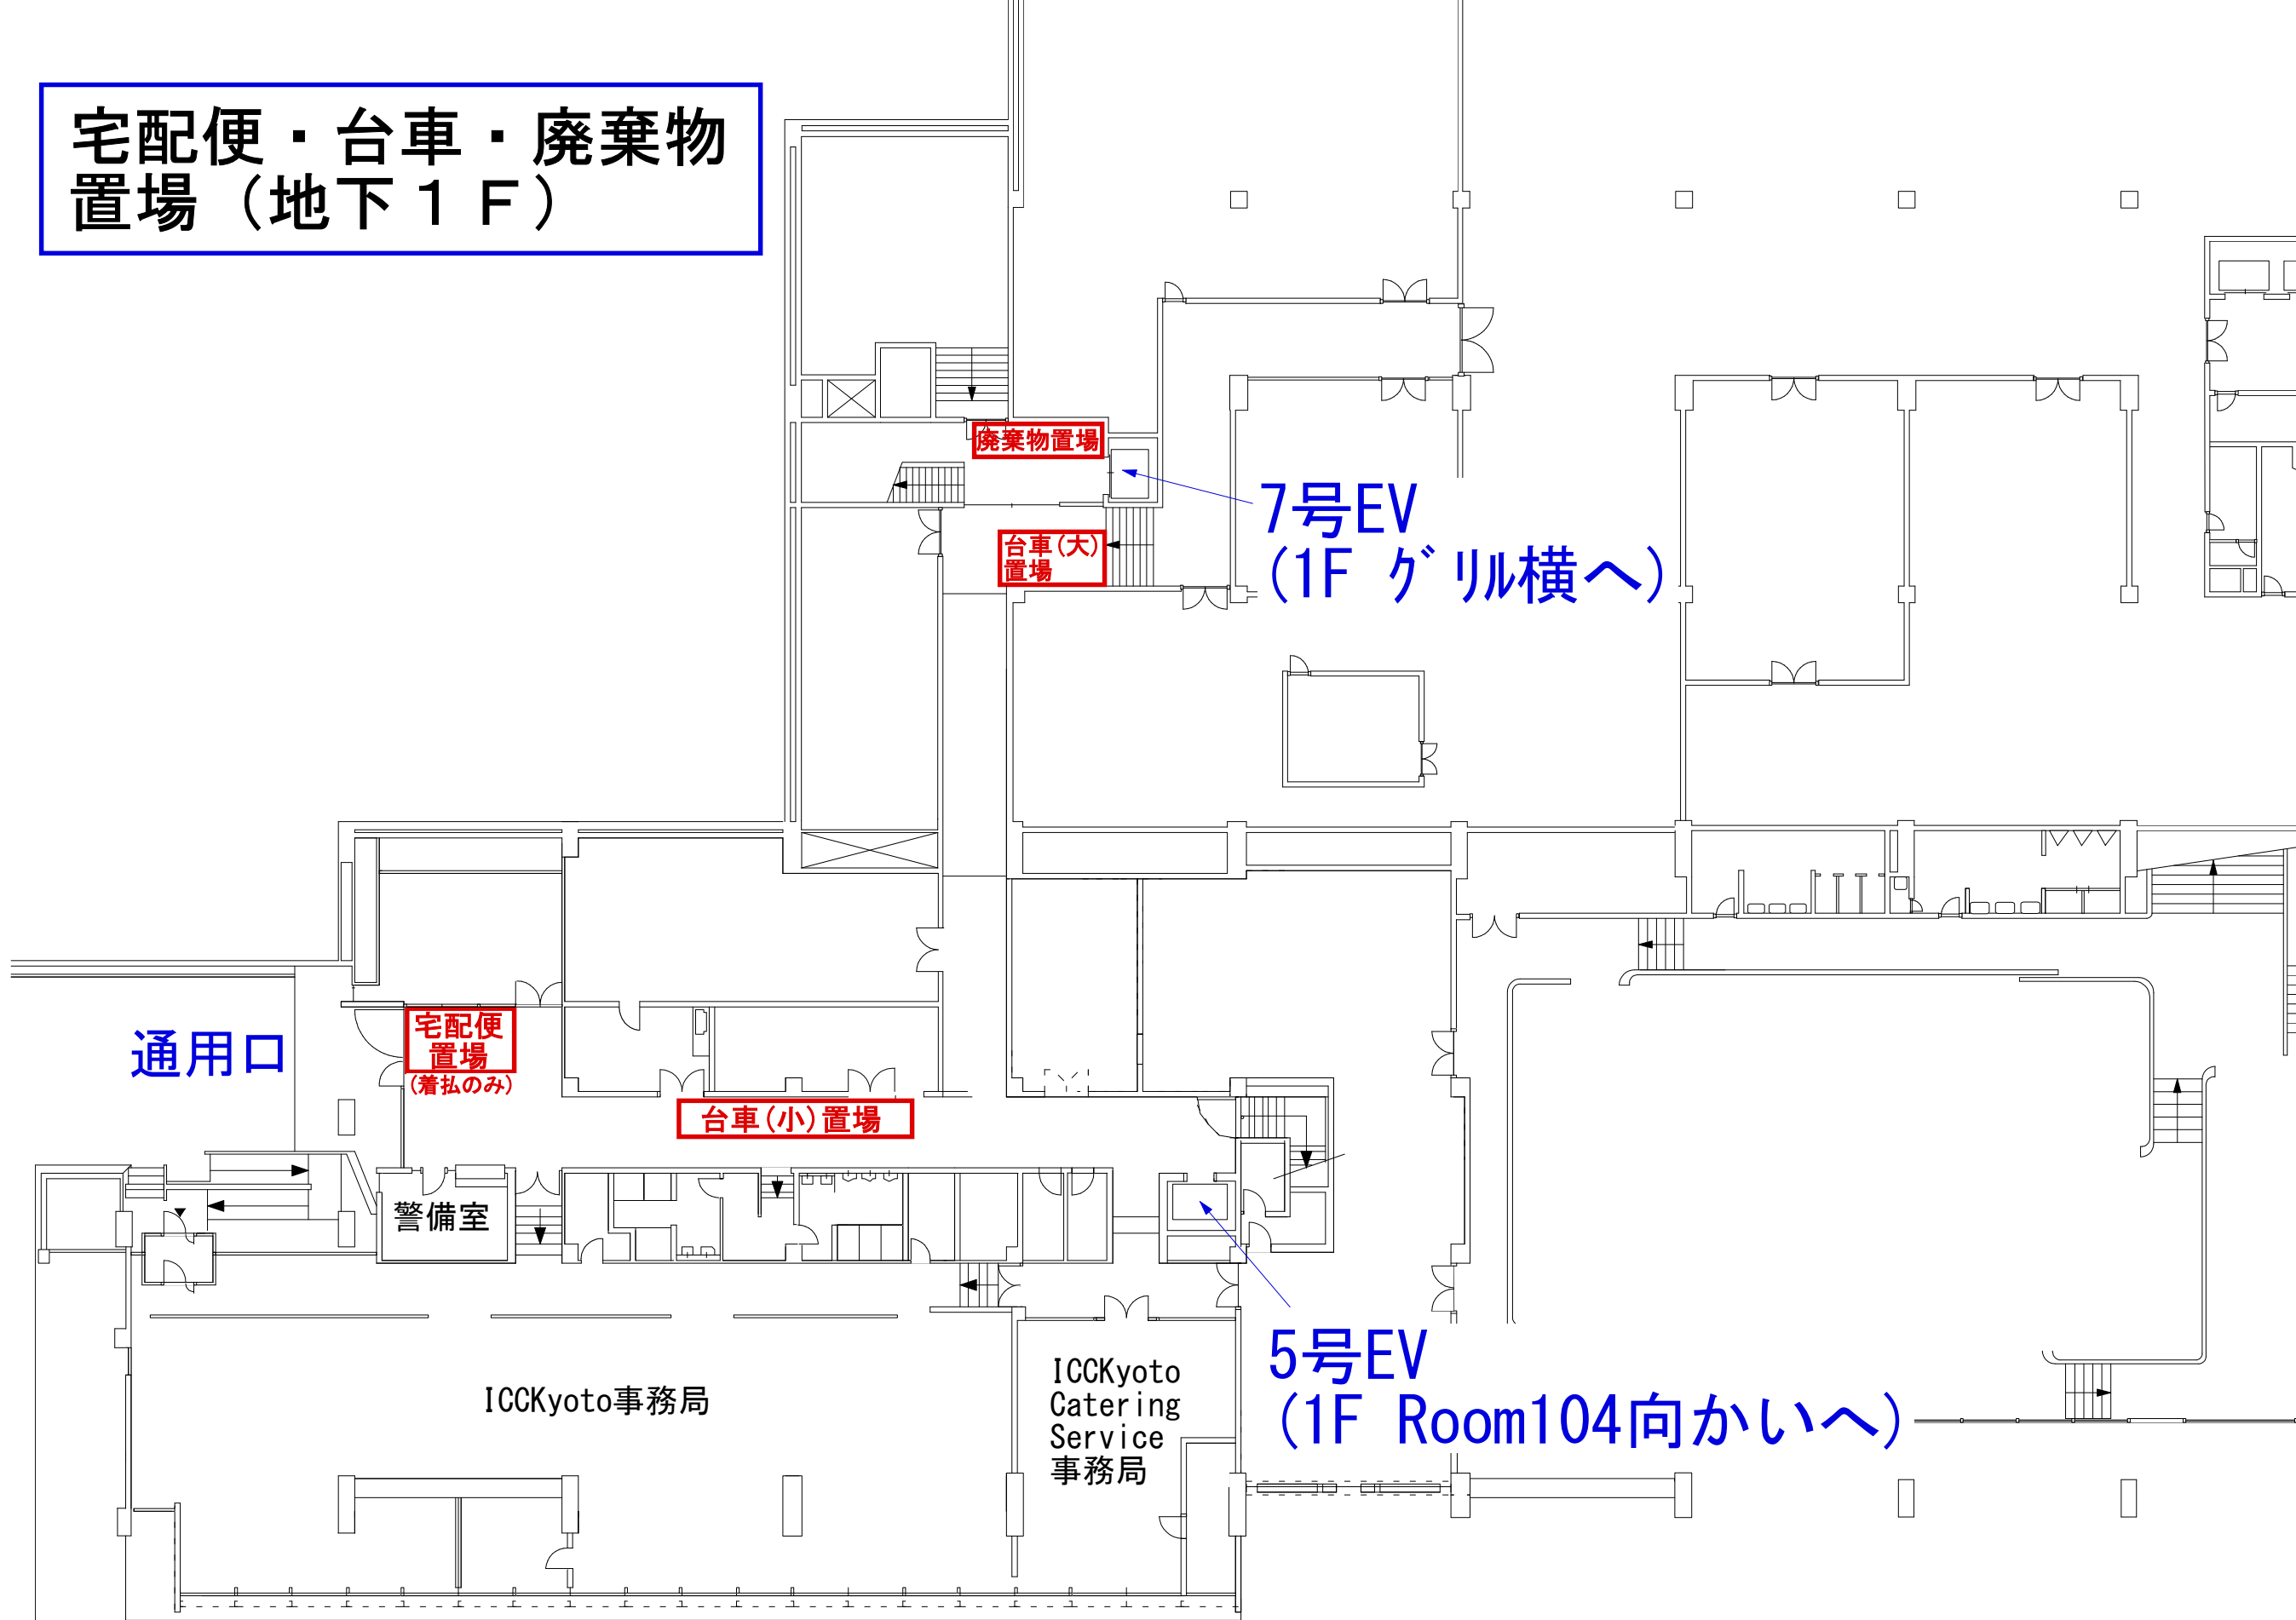 宅配便・台車・廃棄物
置場（地下１Ｆ）
廃棄物置場
7号EV
(1F ｸﾞﾘﾙ横へ)
台車(大)
置場
通用口
宅配便
置場
(着払のみ)
台車(小)置場
警備室
5号EV
(1F Room104向かいへ)
ICCKyoto事務局
ICCKyoto
Catering
Service
事務局